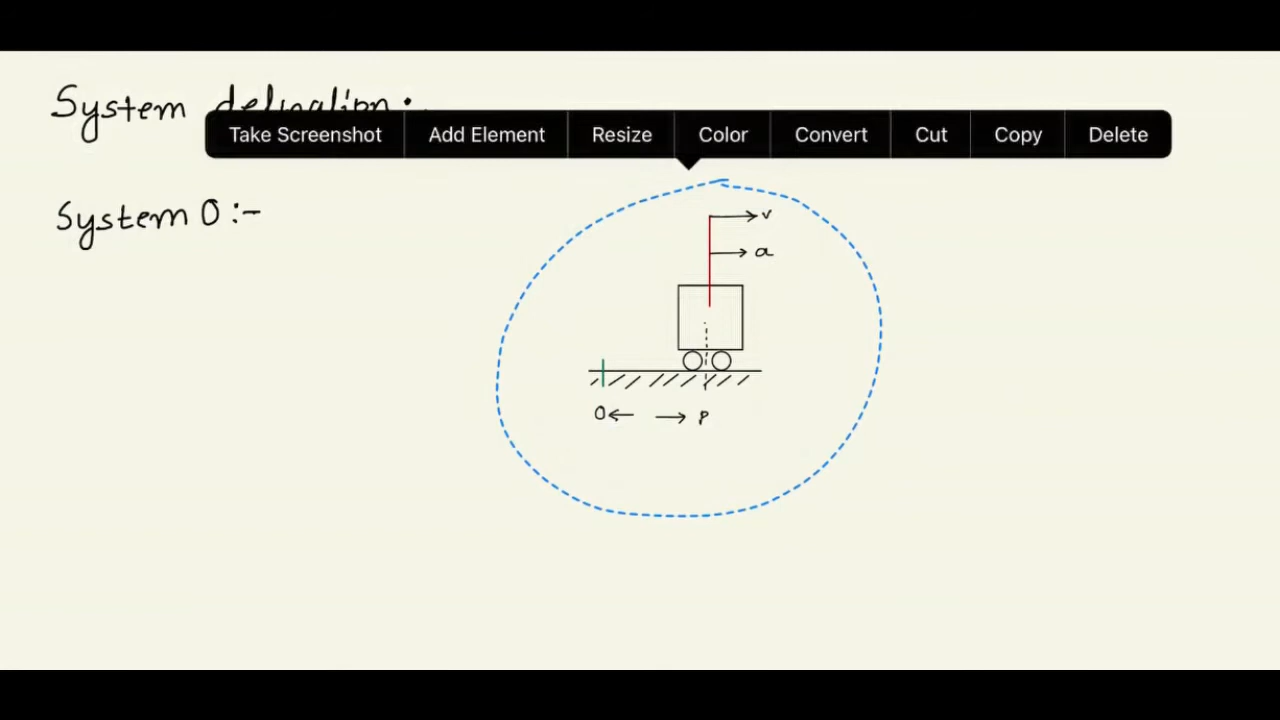 System
Take Screenshot Add Element Resize Color Convert Cut Copy Delete
System 0 :-
v
a
0← → P